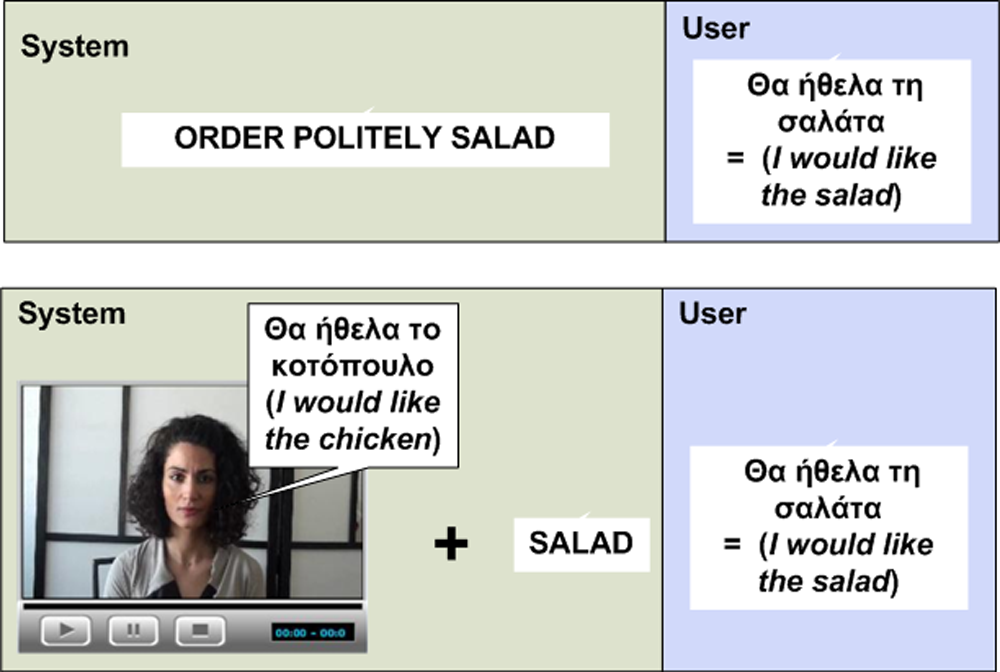 System
User
ORDER POLITELY SALAD
Θα ήθελα τη
σαλάτα
= (I would like
the salad)
System
User
Θα ήθελα το
κοτόπουλο
(I would like
the chicken)
+
SALAD
Θα ήθελα τη
σαλάτα
= (I would like
the salad)
00:00 - 00:0